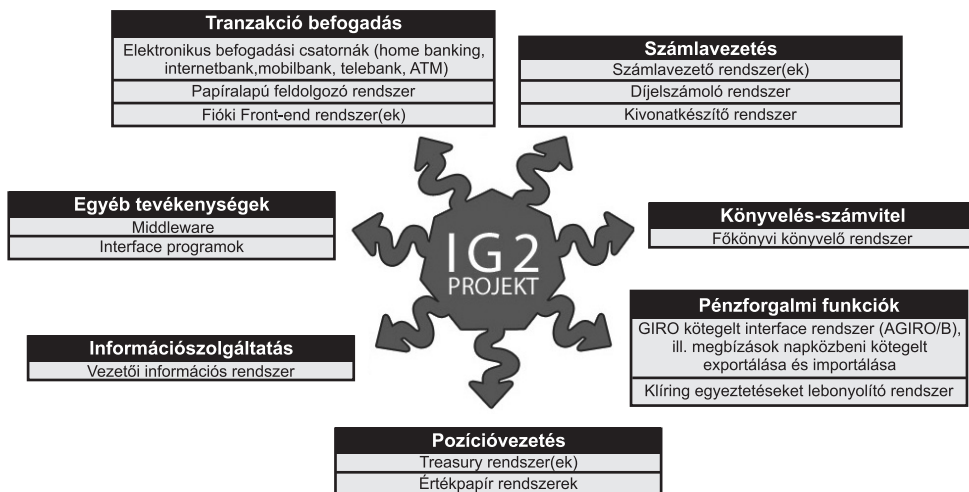 Tranzakció befogadás
Elektronikus befogadási csatornák (home banking,
internetbank,mobilbank, telebank, ATM)
Papíralapú feldolgozó rendszer
Fióki Front-end rendszer(ek)
Számlavezetés
Számlavezető rendszer(ek)
Díjelszámoló rendszer
Kivonatkészítő rendszer
Egyéb tevékenységek
Middleware
Interface programok
IG2
PROJEKT
Könyvelés-számvitel
Főkönyvi könyvelő rendszer
Pénzforgalmi funkciók
GIRO kötegelt interface rendszer (AGIRO/B),
ill. megbízások napközbeni kötegelt
exportálása és importálása
Klíring egyeztetéseket lebonyolító rendszer
Információszolgáltatás
Vezetői információs rendszer
Pozícióvezetés
Treasury rendszer(ek)
Értékpapír rendszerek